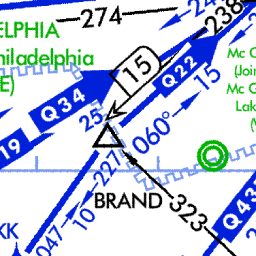 ELPHIA
hiladelphia
E)
274
24
238
Mc G
(Join
Mc G
Lak
(W
15
Q22
15
Q34
25
060°
19
227
BRAND
10
323
Q43
047
KK